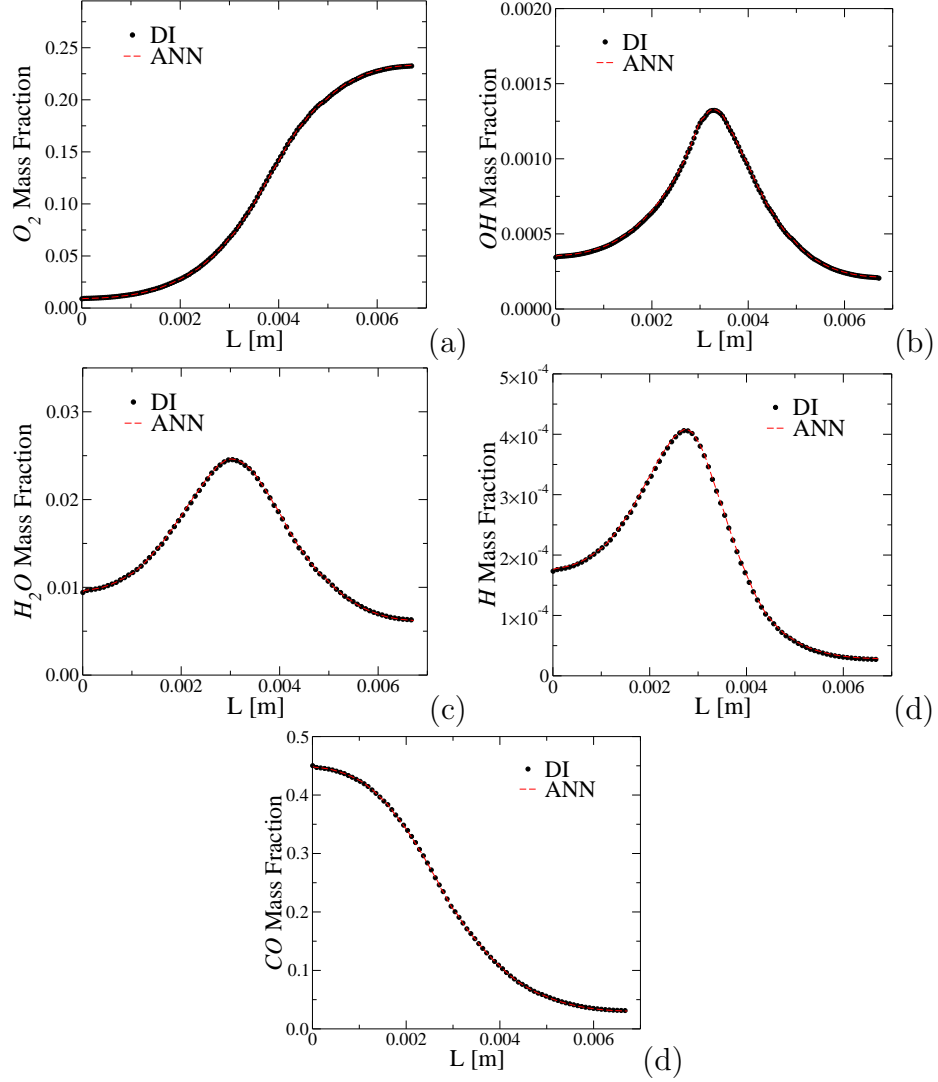 0.25
0.20
0.15
0.10
0.05
0.00
O2 Mass Fraction
DI
ANN
0 0.002 0.004 0.006
L [m]
(a)
0.0020
0.0015
0.0010
0.0005
0.0000
OH Mass Fraction
DI
ANN
0 0.002 0.004 0.006
L [m]
(b)
0.03
0.02
0.01
0.00
H2O Mass Fraction
DI
ANN
0 0.002 0.004 0.006
L [m]
(c)
5×10-4
4×10-4
3×10-4
2×10-4
1×10-4
0
H Mass Fraction
DI
ANN
0 0.002 0.004 0.006
L [m]
(d)
0.5
0.4
0.3
0.2
0.1
0.0
CO Mass Fraction
DI
ANN
0 0.002 0.004 0.006
L [m]
(d)